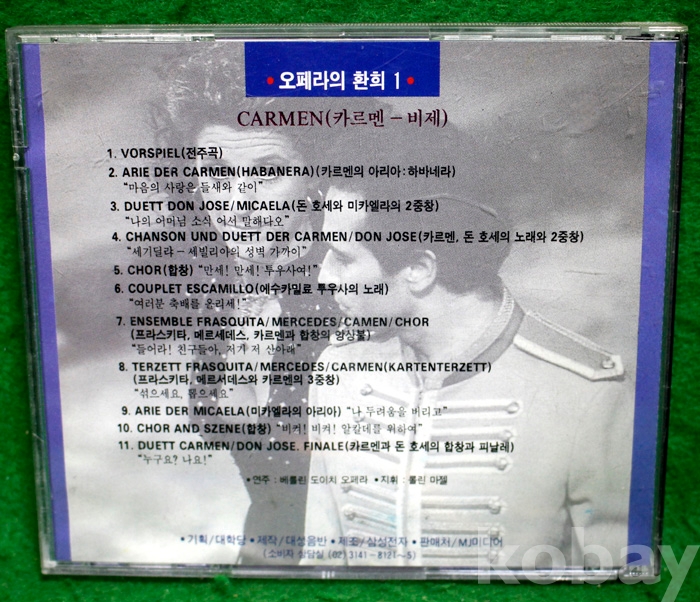 • 오페라의 환희 1 •
CARMEN(카르멘 – 비제)
1. VORSPIEL(전주곡)
2. ARIE DER CARMEN(HABANERA)(카르멘의 아리아:하바네라)
“마음의 사랑은 들새와 같이”
3. DUETT DON JOSE/MICAELA(돈 호세와 미카엘라의 2중창)
“나의 어머님 소식 어서 말해다오”
4. CHANSON UND DUETT DER CARMEN/DON JOSE(카르멘, 돈 호세의 노래와 2중창)
“세기딜랴 – 세빌리아의 성벽 가까이”
5. CHOR(합창) “만세! 만세! 투우사여!”
6. COUPLET ESCAMILLO(에수카밀료 투우사의 노래)
“여러분 축배를 올리세!”
7. ENSEMBLE FRASQUITA/MERCEDES/CAMEN/CHOR
(프라스키타, 메르세데스, 카르멘과 합창의 앙상블)
“들어라! 친구들아, 저기 저 산아래”
8. TERZETT FRASQUITA/MERCEDES/CARMEN(KARTENTERZETT)
(프라스키타, 메르서데스와 카르멘의 3중창)
“섞으세요, 뽑으세요”
9. ARIE DER MICAELA(미카엘라의 아리아) “나 두려움을 버리고”
10. CHOR AND SZENE(합창) “비켜! 비켜! 알칼데를 위하여”
11. DUETT CARMEN/DON JOSE. FINALE(카르멘과 돈 호세의 합창과 피날레)
“누구요? 나요!”
• 연주 : 베를린 도이치 오페라 • 지휘 : 롤린 마젤
• 기획/대학당 • 제작/대성음반 • 제조/삼성전자 • 판매처/MJ미디어
(소비자 상담실 (02) 3141–8121~5)
kobay